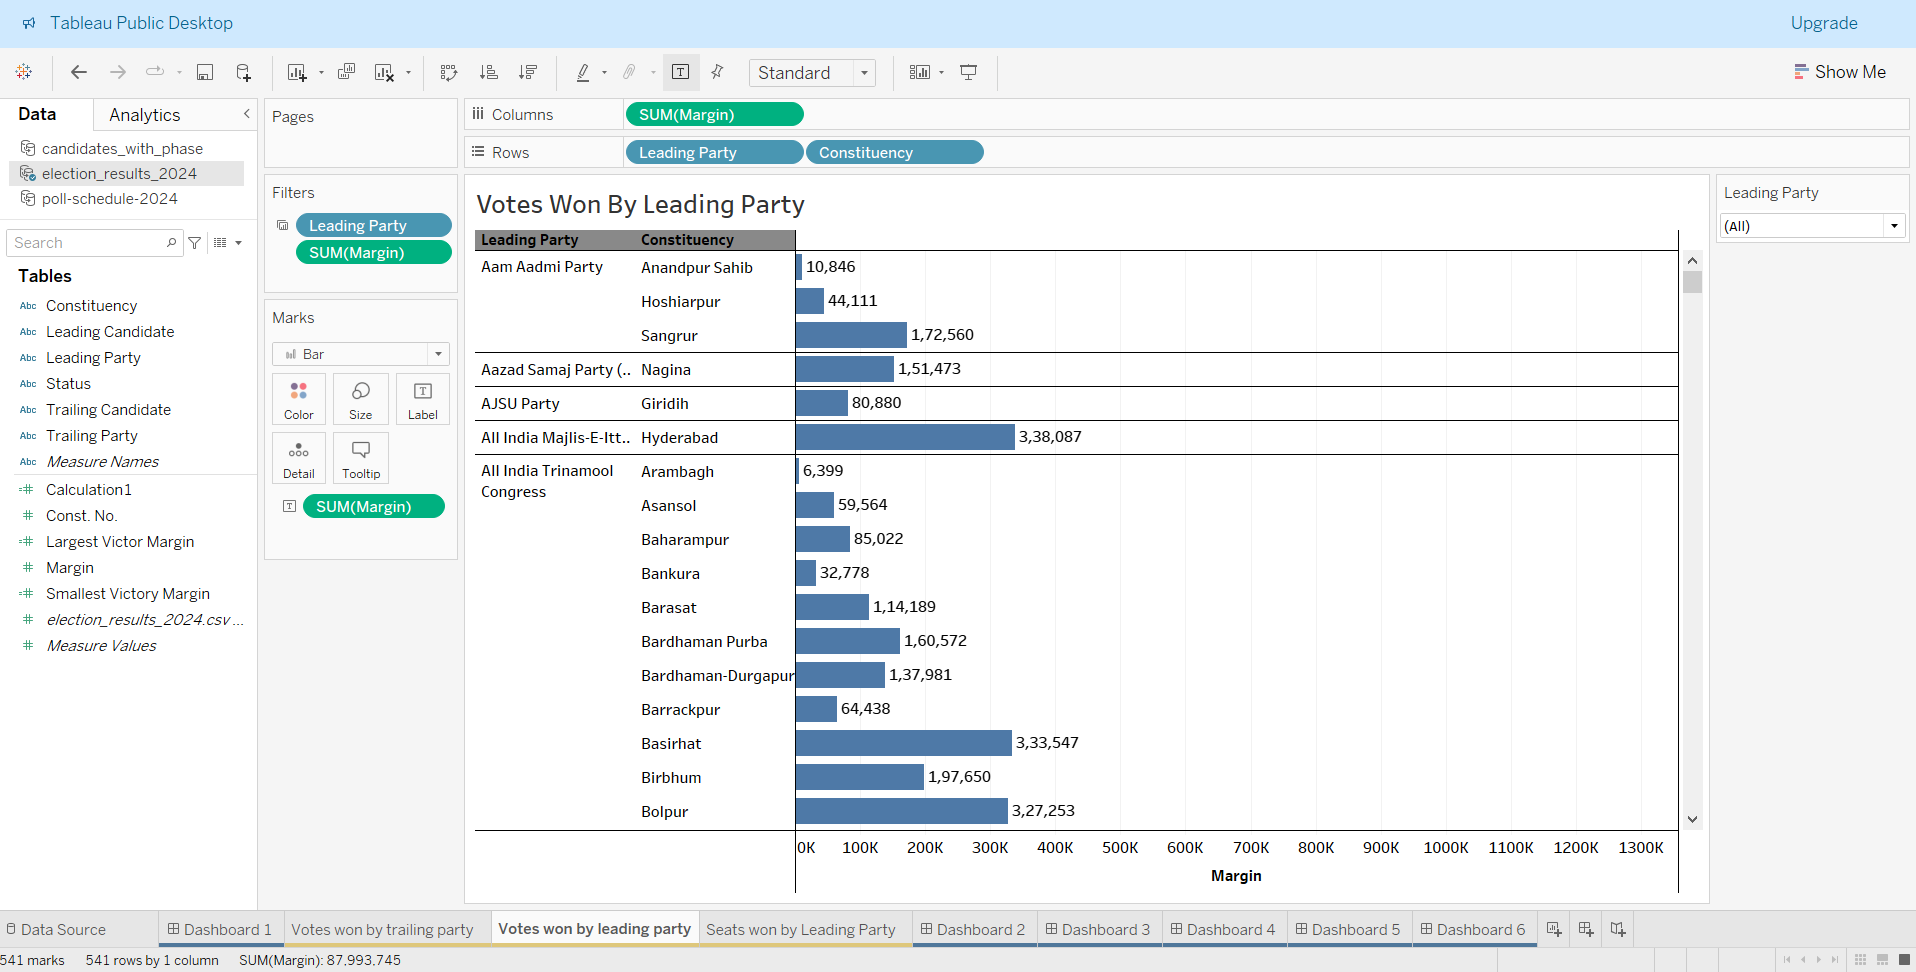 Tableau Public Desktop
Upgrade
Standard
Show Me
Data
Analytics
candidates_with_phase
election_results_2024
poll-schedule-2024
Search
Tables
Abc Constituency
Abc Leading Candidate
Abc Leading Party
Abc Status
Abc Trailing Candidate
Abc Trailing Party
Abc Measure Names
Calculation1
Const. No.
Largest Victor Margin
Margin
Smallest Victory Margin
election_results_2024.csv ...
Measure Values
Pages
Filters
Leading Party
SUM(Margin)
Marks
Bar
Color Size Label
Detail Tooltip
SUM(Margin)
Columns SUM(Margin)
Rows Leading Party Constituency
Votes Won By Leading Party
Leading Party Constituency
Aam Aadmi Party Anandpur Sahib 10,846
Hoshiarpur 44,111
Sangrur 1,72,560
Aazad Samaj Party (.. Nagina 1,51,473
AJSU Party Giridih 80,880
All India Majlis-E-Itt.. Hyderabad 3,38,087
All India Trinamool Congress Arambagh 6,399
Asansol 59,564
Baharampur 85,022
Bankura 32,778
Barasat 1,14,189
Bardhaman Purba 1,60,572
Bardhaman-Durgapur 1,37,981
Barrackpur 64,438
Basirhat 3,33,547
Birbhum 1,97,650
Bolpur 3,27,253
0K 100K 200K 300K 400K 500K 600K 700K 800K 900K 1000K 1100K 1200K 1300K
Margin
Leading Party
(All)
Data Source
Dashboard 1
Votes won by trailing party
Votes won by leading party
Seats won by Leading Party
Dashboard 2
Dashboard 3
Dashboard 4
Dashboard 5
Dashboard 6
541 marks 541 rows by 1 column SUM(Margin): 87,993,745